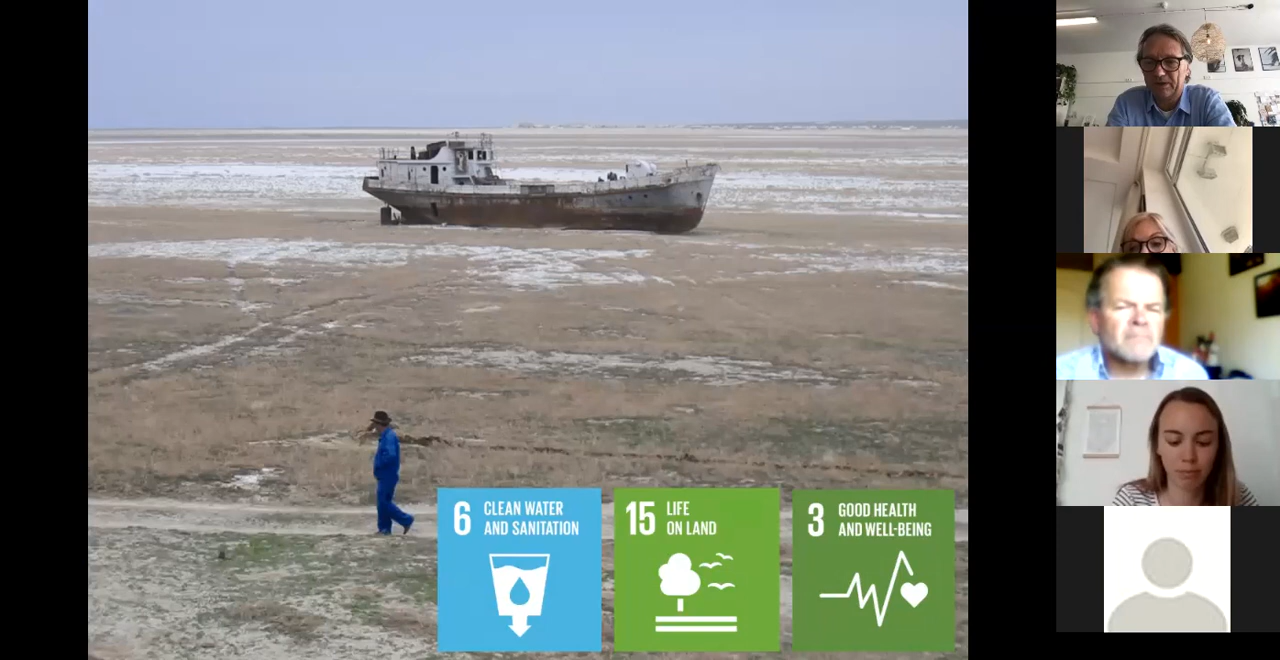 6 CLEAN WATER
AND SANITATION
15 LIFE
ON LAND
3 GOOD HEALTH
AND WELL-BEING